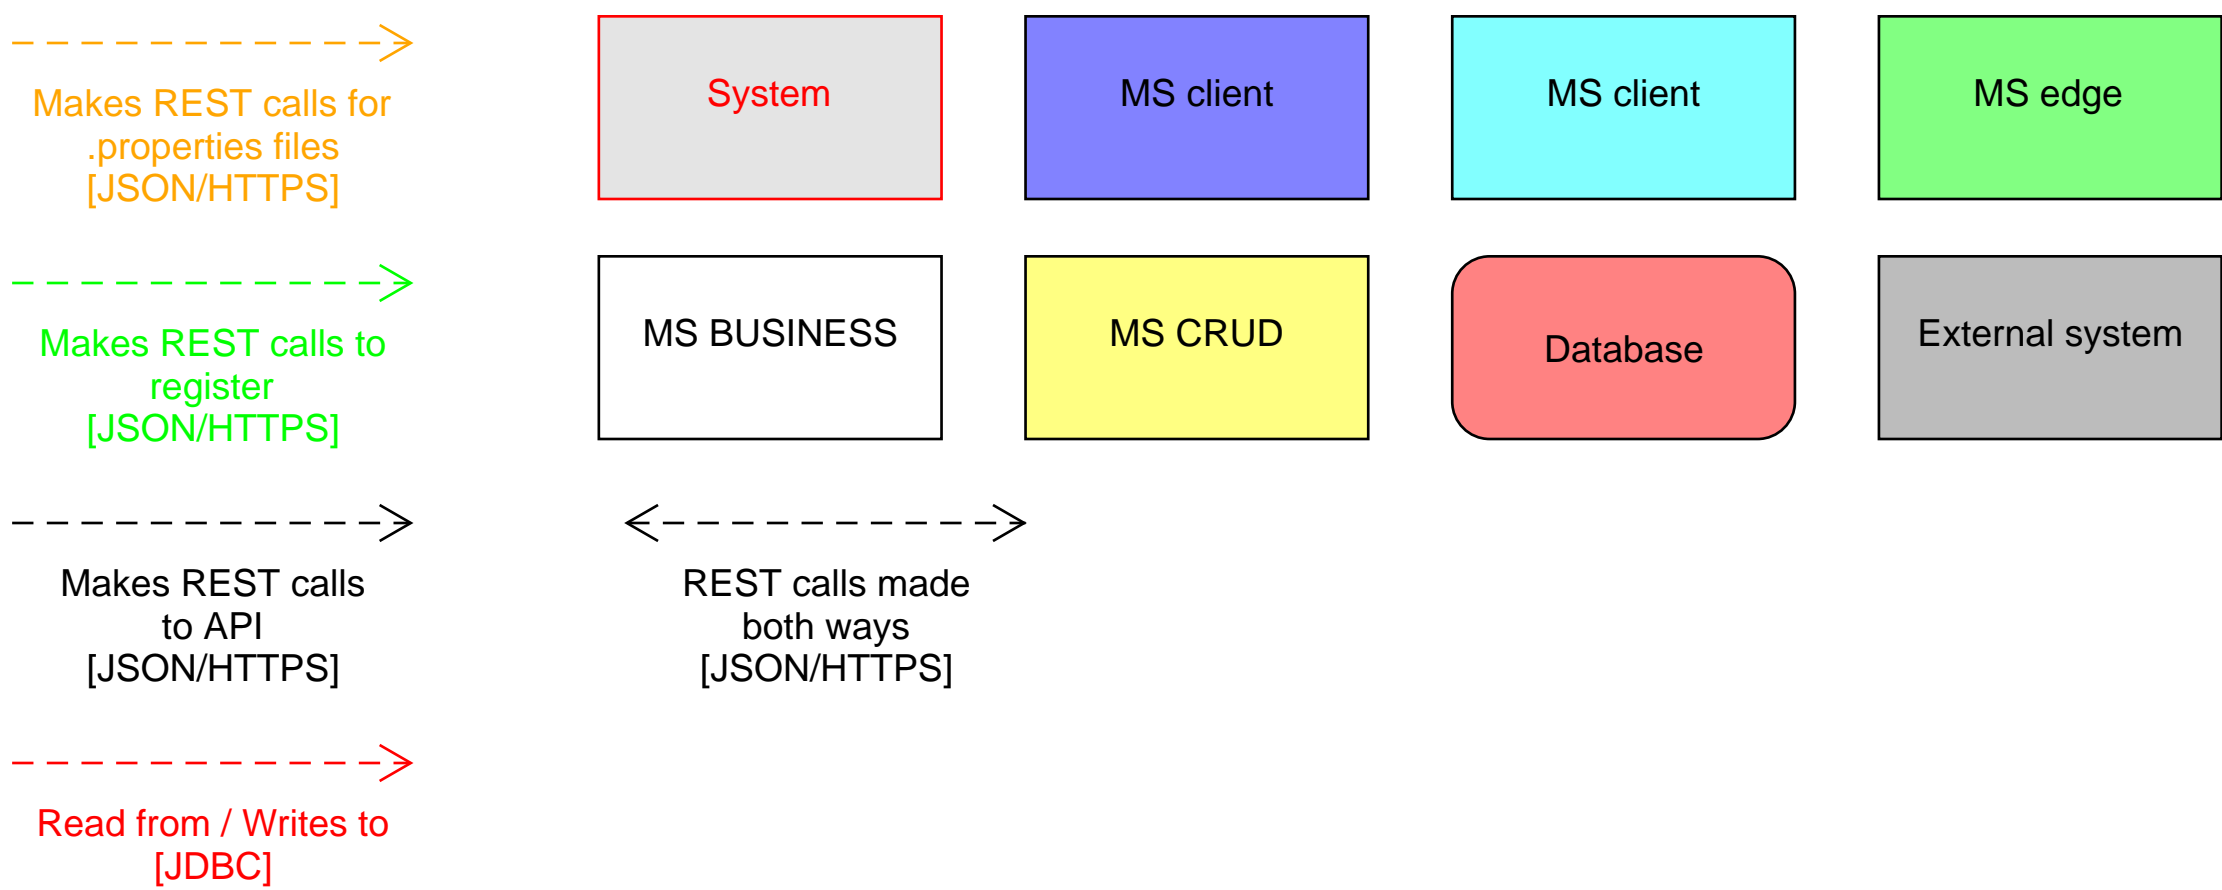 System
MS client
MS client
MS edge
Makes REST calls for
.properties files
[JSON/HTTPS]
MS BUSINESS
MS CRUD
Database
External system
Makes REST calls to
register
[JSON/HTTPS]
Makes REST calls
to API
[JSON/HTTPS]
REST calls made
both ways
[JSON/HTTPS]
Read from / Writes to
[JDBC]